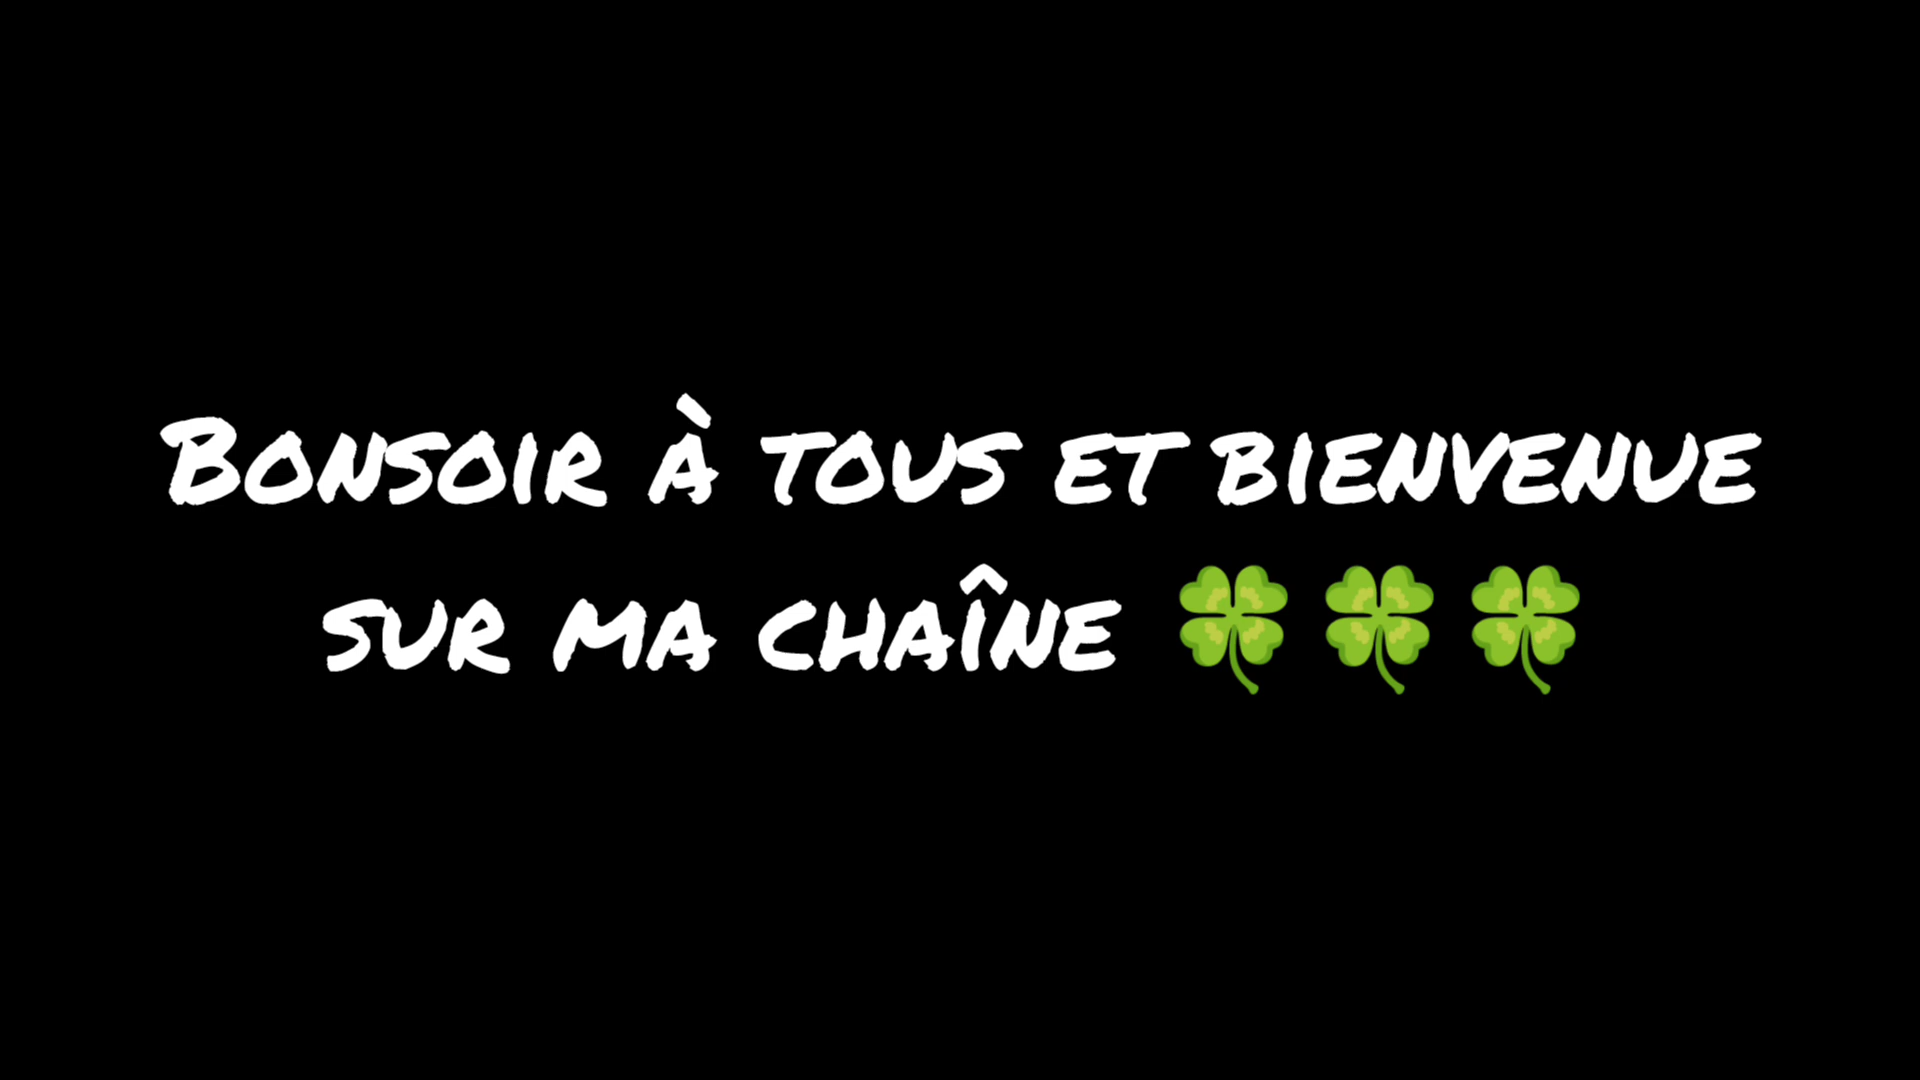 Bonsoir à tous et bienvenue
sur ma chaîne 🍀🍀🍀